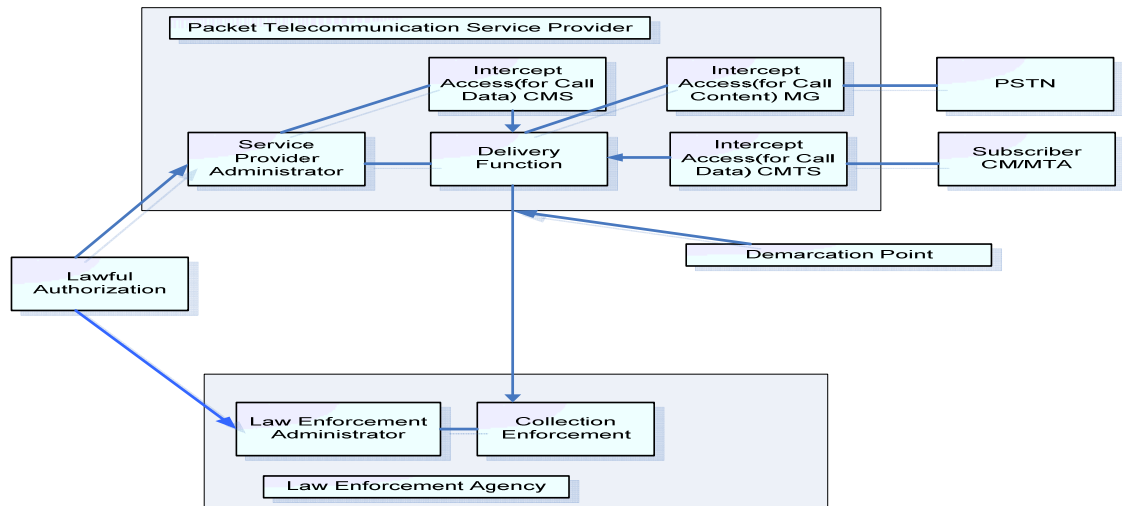 Packet Telecommunication Service Provider
Intercept
Access(for Call
Data) CMS
Intercept
Access(for Call
Content) MG
PSTN
Service
Provider
Administrator
Delivery
Function
Intercept
Access(for Call
Data) CMTS
Subscriber
CM/MTA
Demarcation Point
Lawful
Authorization
Law Enforcement
Administrator
Collection
Enforcement
Law Enforcement Agency